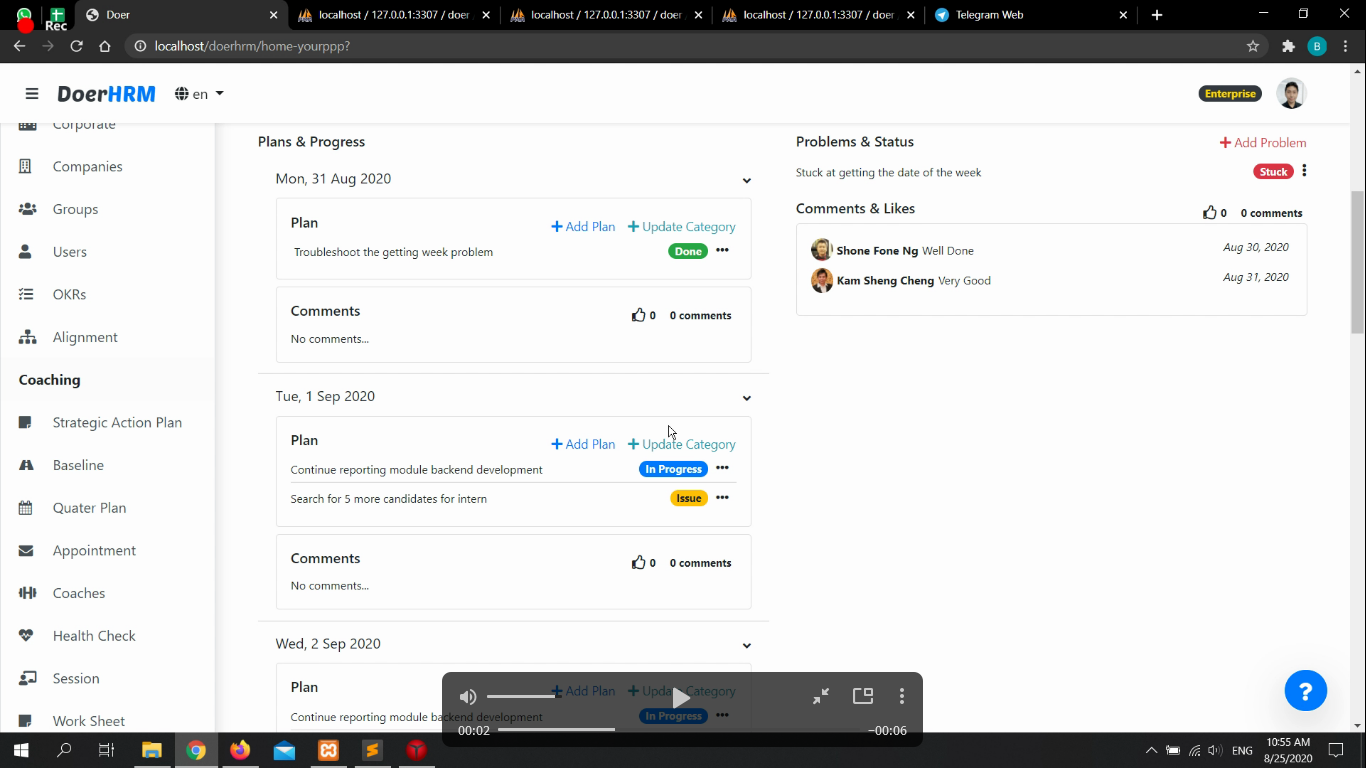 Rec
Doer
localhost / 127.0.0.1:3307 / doer
localhost / 127.0.0.1:3307 / doer
localhost / 127.0.0.1:3307 / doer
Telegram Web
localhost/doerhrm/home-yourppp?
B
DoerHRM
en
Enterprise
Corporate
Companies
Groups
Users
OKRs
Alignment
Coaching
Strategic Action Plan
Baseline
Quater Plan
Appointment
Coaches
Health Check
Session
Work Sheet
Plans & Progress
Mon, 31 Aug 2020
Plan
+ Add Plan + Update Category
Troubleshoot the getting week problem Done
Comments 0 0 comments
No comments...
Tue, 1 Sep 2020
Plan
+ Add Plan + Update Category
Continue reporting module backend development In Progress
Search for 5 more candidates for intern Issue
Comments 0 0 comments
No comments...
Wed, 2 Sep 2020
Plan
+ Add Plan + Update Category
Continue reporting module backend development In Progress
Problems & Status + Add Problem
Stuck at getting the date of the week Stuck
Comments & Likes 0 0 comments
Shone Fone Ng Well Done Aug 30, 2020
Kam Sheng Cheng Very Good Aug 31, 2020
00:02 −00:06
?
ENG
10:55 AM
8/25/2020